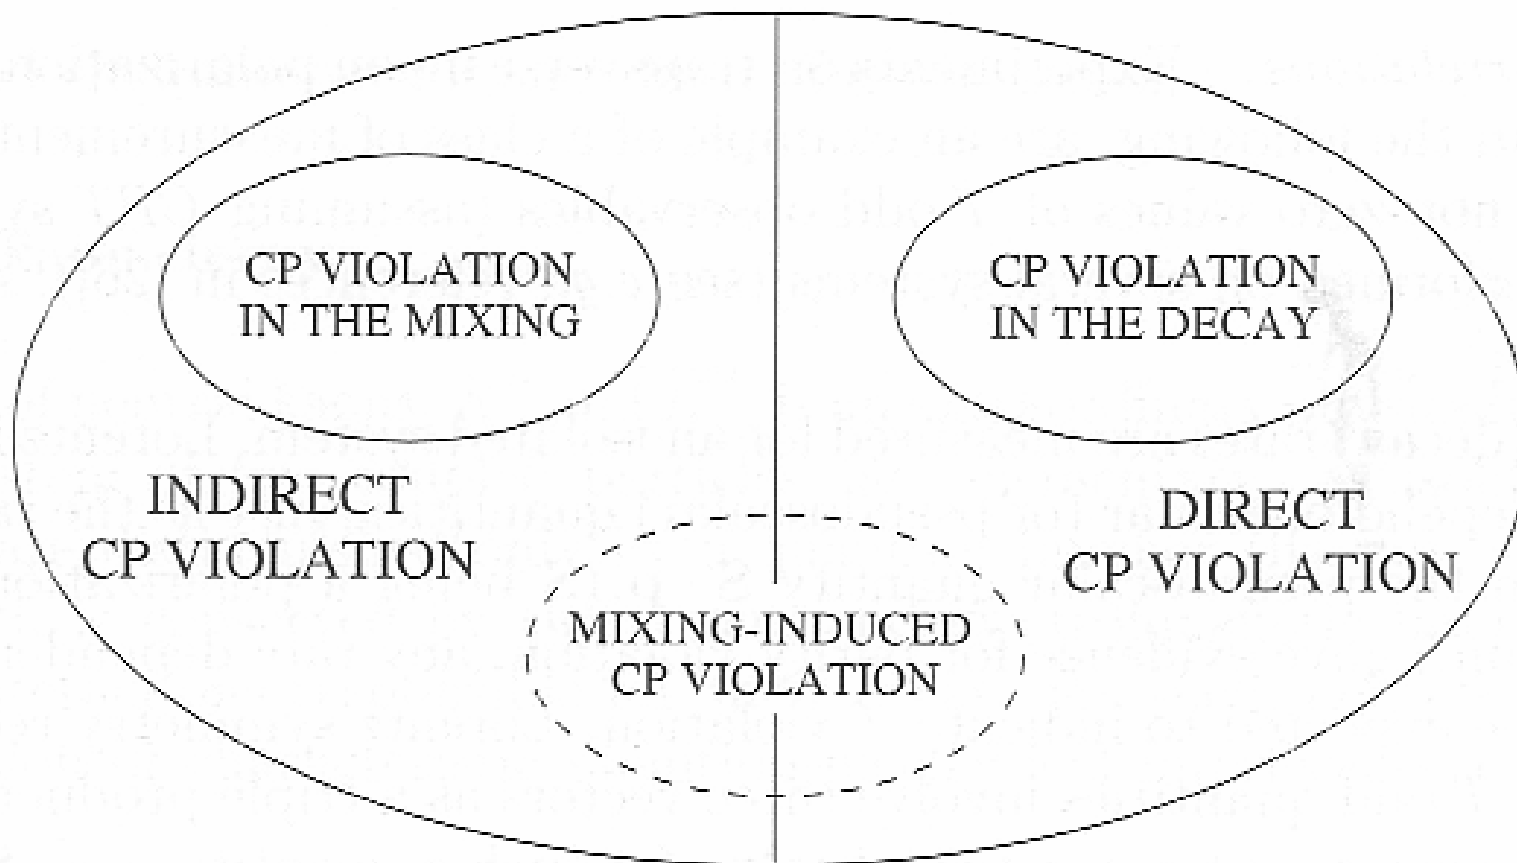 CP VIOLATION
IN THE MIXING
CP VIOLATION
IN THE DECAY
INDIRECT
CP VIOLATION
DIRECT
CP VIOLATION
MIXING-INDUCED
CP VIOLATION